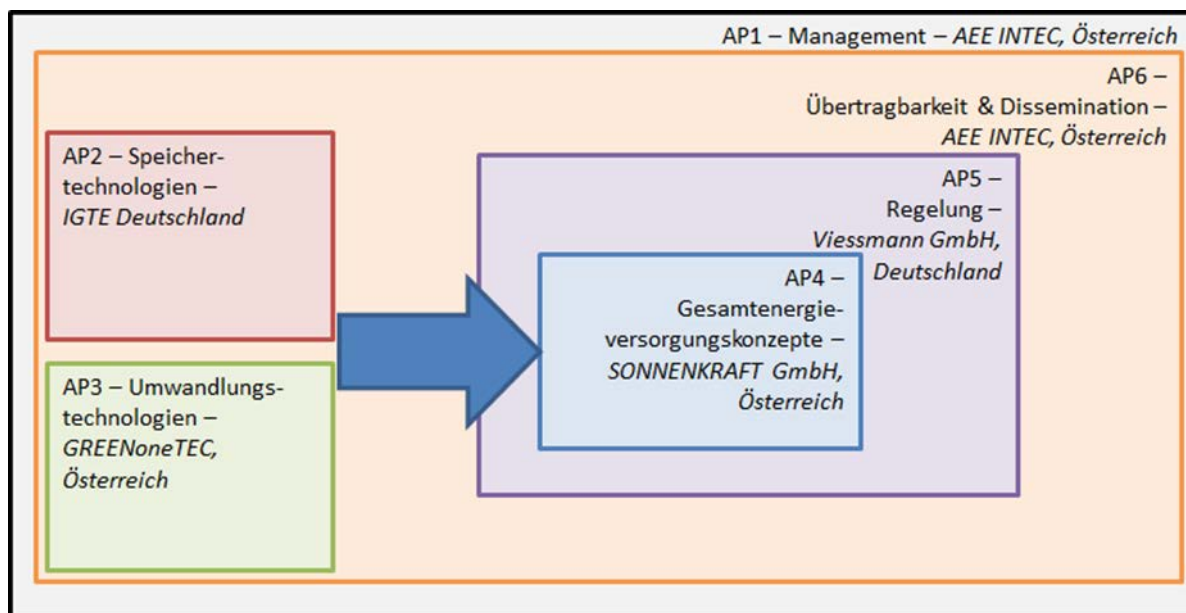 AP1 – Management – AEE INTEC, Österreich
AP6 –
Übertragbarkeit & Dissemination –
AEE INTEC, Österreich
AP2 – Speicher-
technologien –
IGTE Deutschland
AP3 – Umwandlungs-
technologien –
GREENoneTEC,
Österreich
AP5 –
Regelung –
Viessmann GmbH,
Deutschland
AP4 –
Gesamtenergie-
versorgungskonzepte –
SONNENKRAFT GmbH,
Österreich